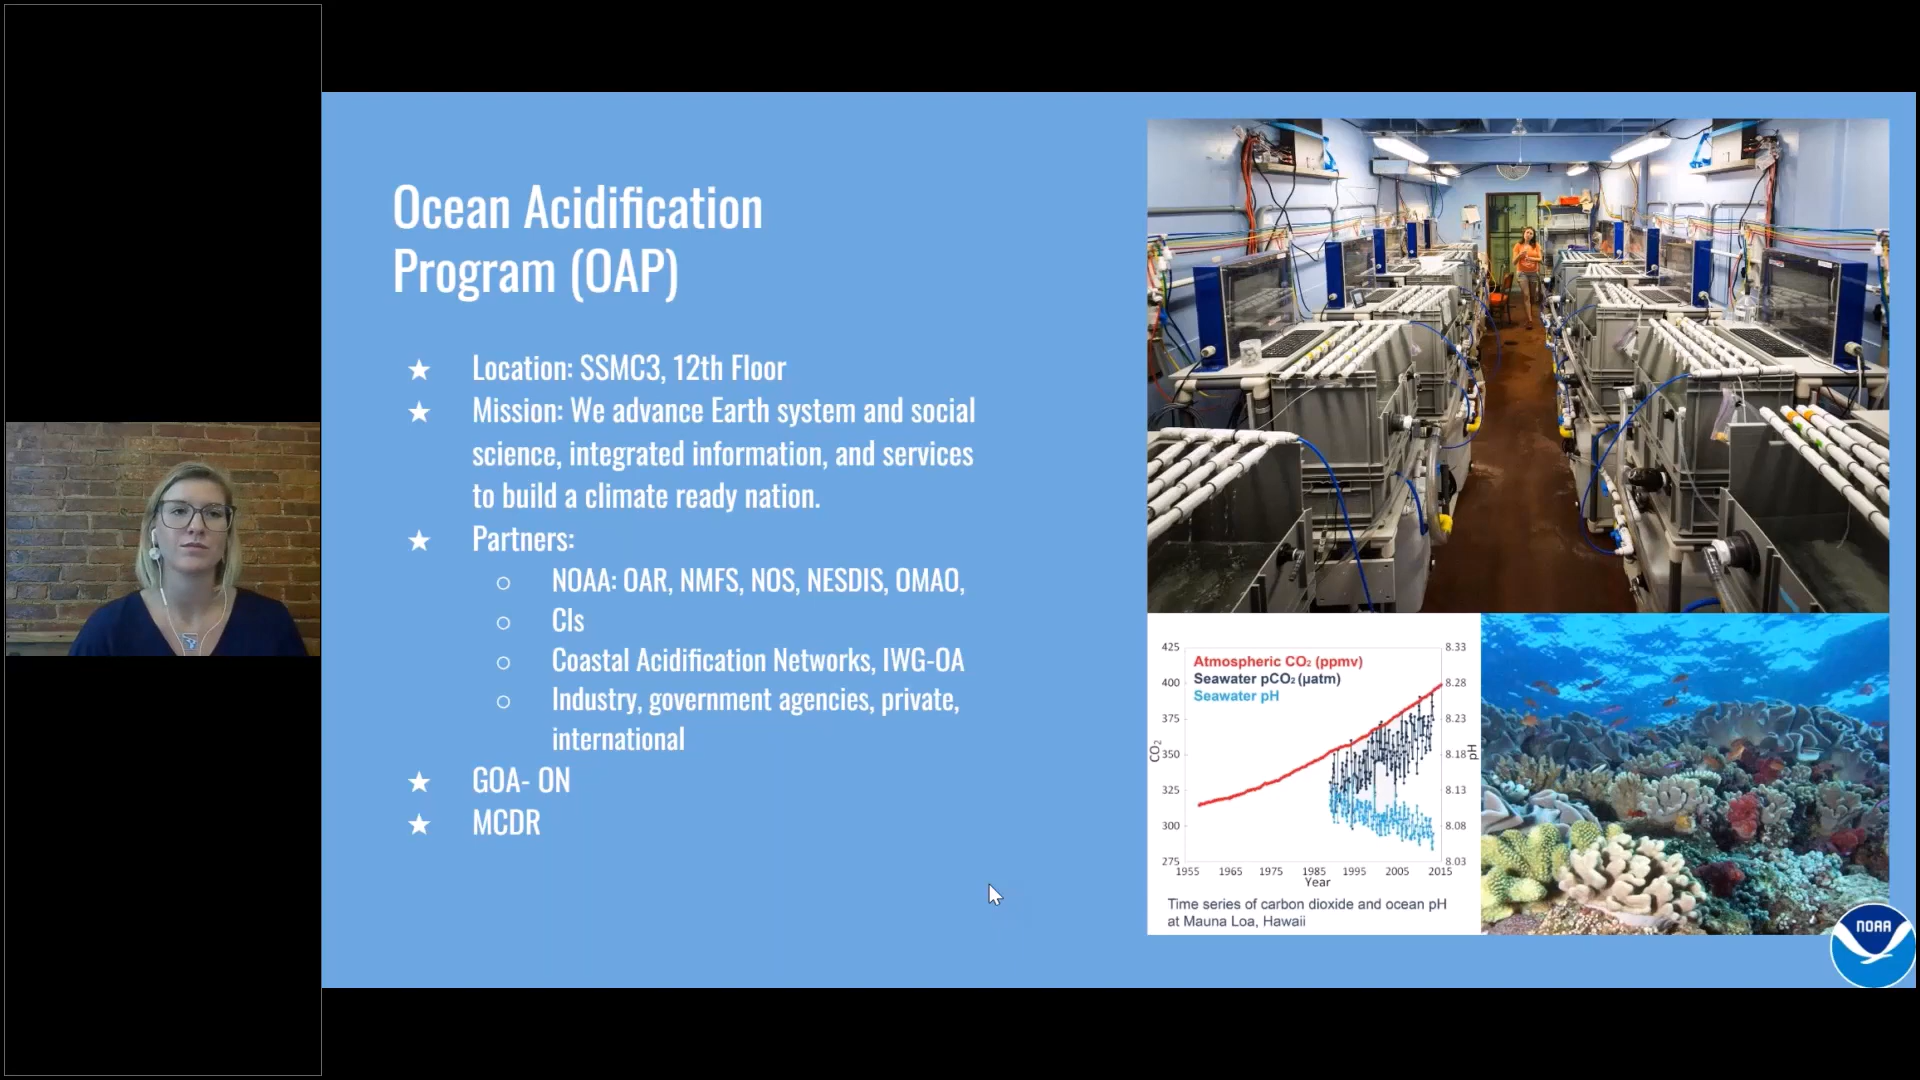 Ocean Acidification
Program (OAP)
★ Location: SSMC3, 12th Floor
★ Mission: We advance Earth system and social
science, integrated information, and services
to build a climate ready nation.
★ Partners:
○ NOAA: OAR, NMFS, NOS, NESDIS, OMAO,
○ CIs
○ Coastal Acidification Networks, IWG-OA
○ Industry, government agencies, private,
international
★ GOA- ON
★ MCDR
Atmospheric CO₂ (ppmv)
Seawater pCO₂ (µatm)
Seawater pH
425
400
375
350
325
300
275
CO₂
8.33
8.28
8.23
8.18
8.13
8.08
8.03
pH
1955 1965 1975 1985 1995 2005 2015
Year
Time series of carbon dioxide and ocean pH
at Mauna Loa, Hawaii
NOAA